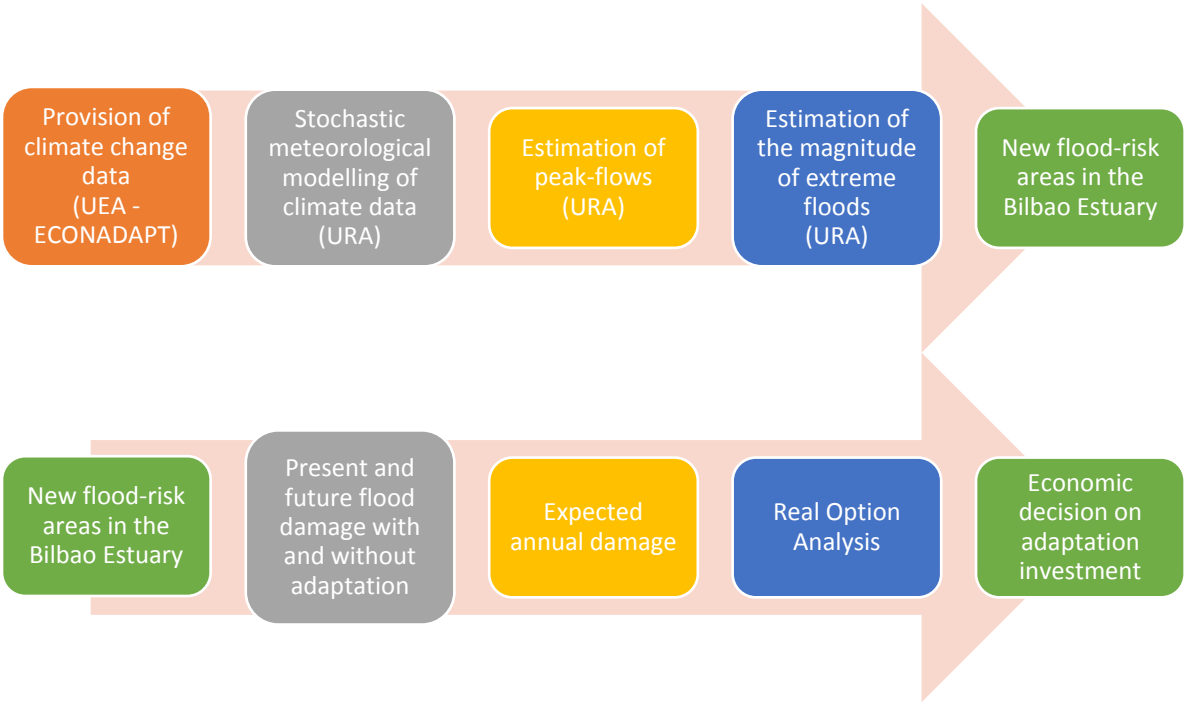 Provision of
climate change
data
(UEA -
ECONADAPT)
Stochastic
meteorological
modelling of
climate data
(URA)
Estimation of
peak-flows
(URA)
Estimation of
the magnitude
of extreme
floods
(URA)
New flood-risk
areas in the
Bilbao Estuary
New flood-risk
areas in the
Bilbao Estuary
Present and
future flood
damage with
and without
adaptation
Expected
annual damage
Real Option
Analysis
Economic
decision on
adaptation
investment